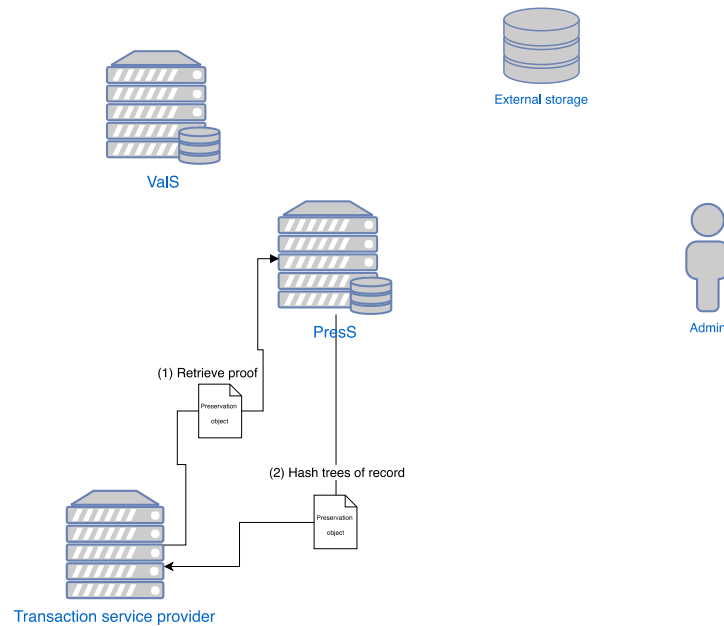 External storage
ValS
PresS
Admin
(1) Retrieve proof
Preservation
object
(2) Hash trees of record
Preservation
object
Transaction service provider